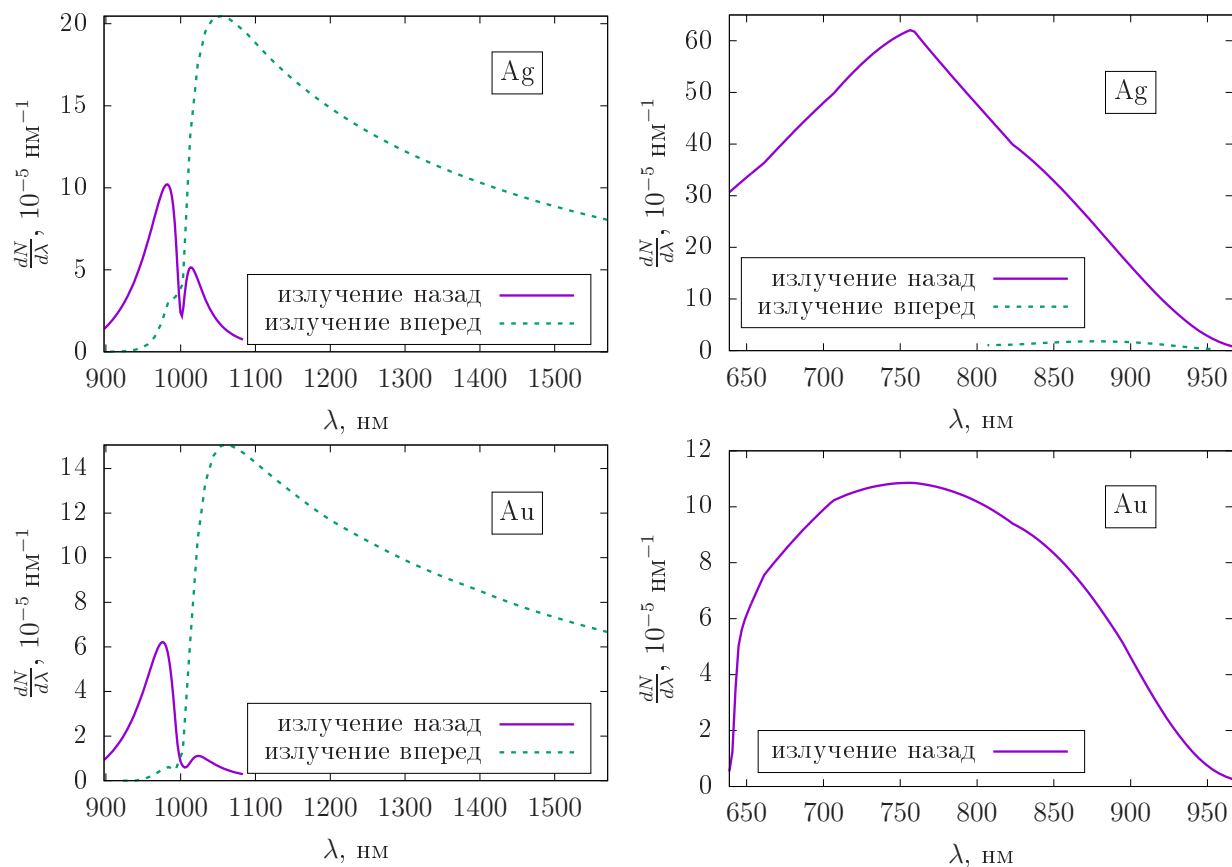 20
15
10
5
0
dN/dλ, 10⁻⁵ нм⁻¹
Ag
излучение назад
излучение вперед
900 1000 1100 1200 1300 1400 1500
λ, нм
60
50
40
30
20
10
0
dN/dλ, 10⁻⁵ нм⁻¹
Ag
излучение назад
излучение вперед
650 700 750 800 850 900 950
λ, нм
14
12
10
8
6
4
2
0
dN/dλ, 10⁻⁵ нм⁻¹
Au
излучение назад
излучение вперед
900 1000 1100 1200 1300 1400 1500
λ, нм
12
10
8
6
4
2
0
dN/dλ, 10⁻⁵ нм⁻¹
Au
излучение назад
650 700 750 800 850 900 950
λ, нм